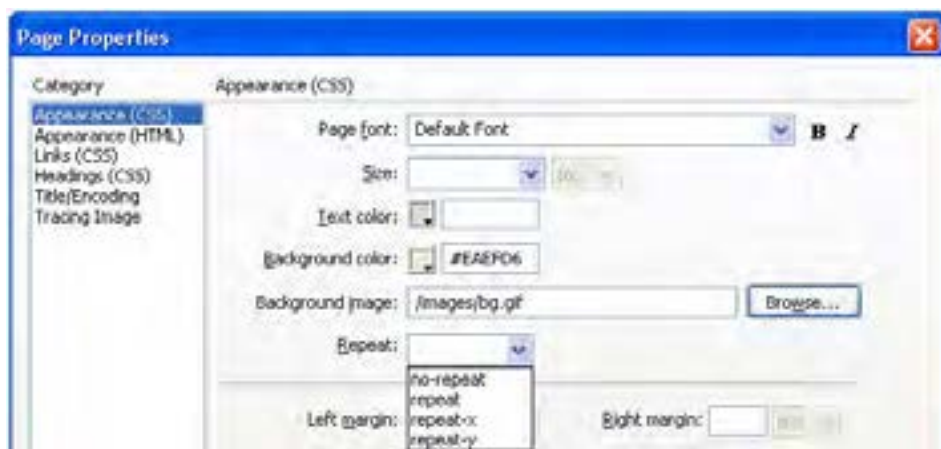 Page Properties
Category
Appearance (CSS)
Appearance (HTML)
Links (CSS)
Headings (CSS)
Title/Encoding
Tracing Image
Appearance (CSS)
Page font: Default Font B I
Size:
Text color:
Background color: #EAEFD6
Background image: /images/bg.gif Browse...
Repeat:
no-repeat
repeat
repeat-x
repeat-y
Left margin: Right margin: